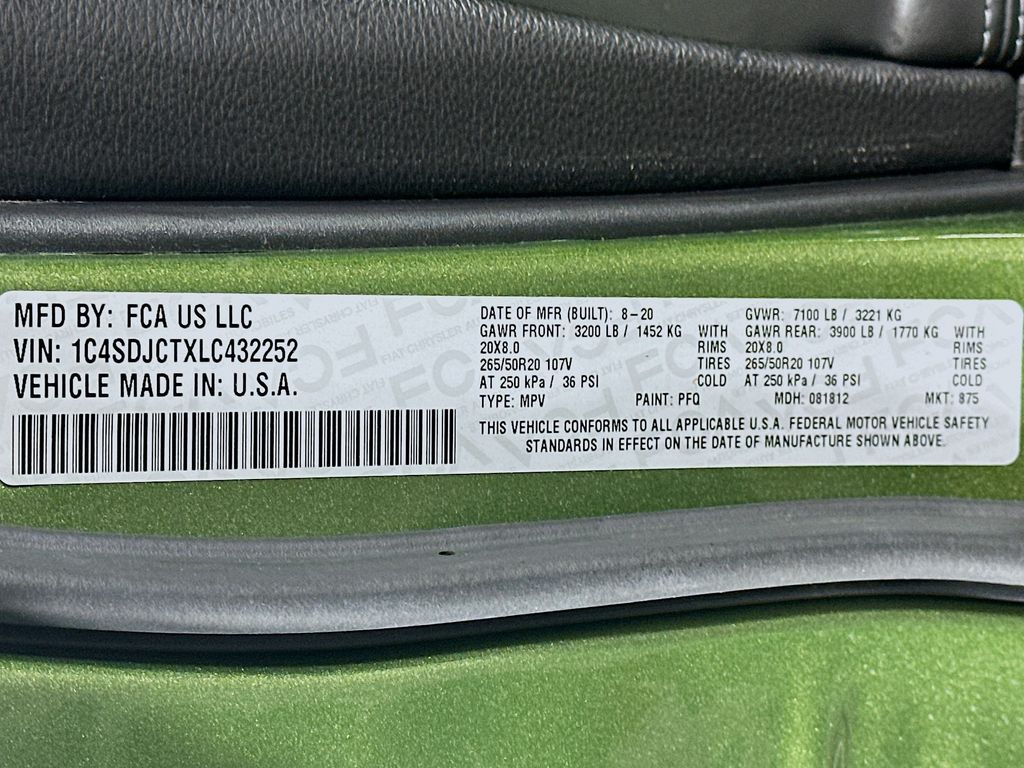 MFD BY: FCA US LLC
VIN: 1C4SDJCTXLC432252
VEHICLE MADE IN: U.S.A.
DATE OF MFR (BUILT): 8-20
GAWR FRONT: 3200 LB / 1452 KG WITH
20X8.0 RIMS
265/50R20 107V TIRES
AT 250 kPa / 36 PSI COLD
TYPE: MPV PAINT: PFQ
GVWR: 7100 LB / 3221 KG
GAWR REAR: 3900 LB / 1770 KG WITH
20X8.0 RIMS
265/50R20 107V TIRES
AT 250 kPa / 36 PSI COLD
MDH: 081812 MKT: 875
THIS VEHICLE CONFORMS TO ALL APPLICABLE U.S.A. FEDERAL MOTOR VEHICLE SAFETY
STANDARDS IN EFFECT ON THE DATE OF MANUFACTURE SHOWN ABOVE.